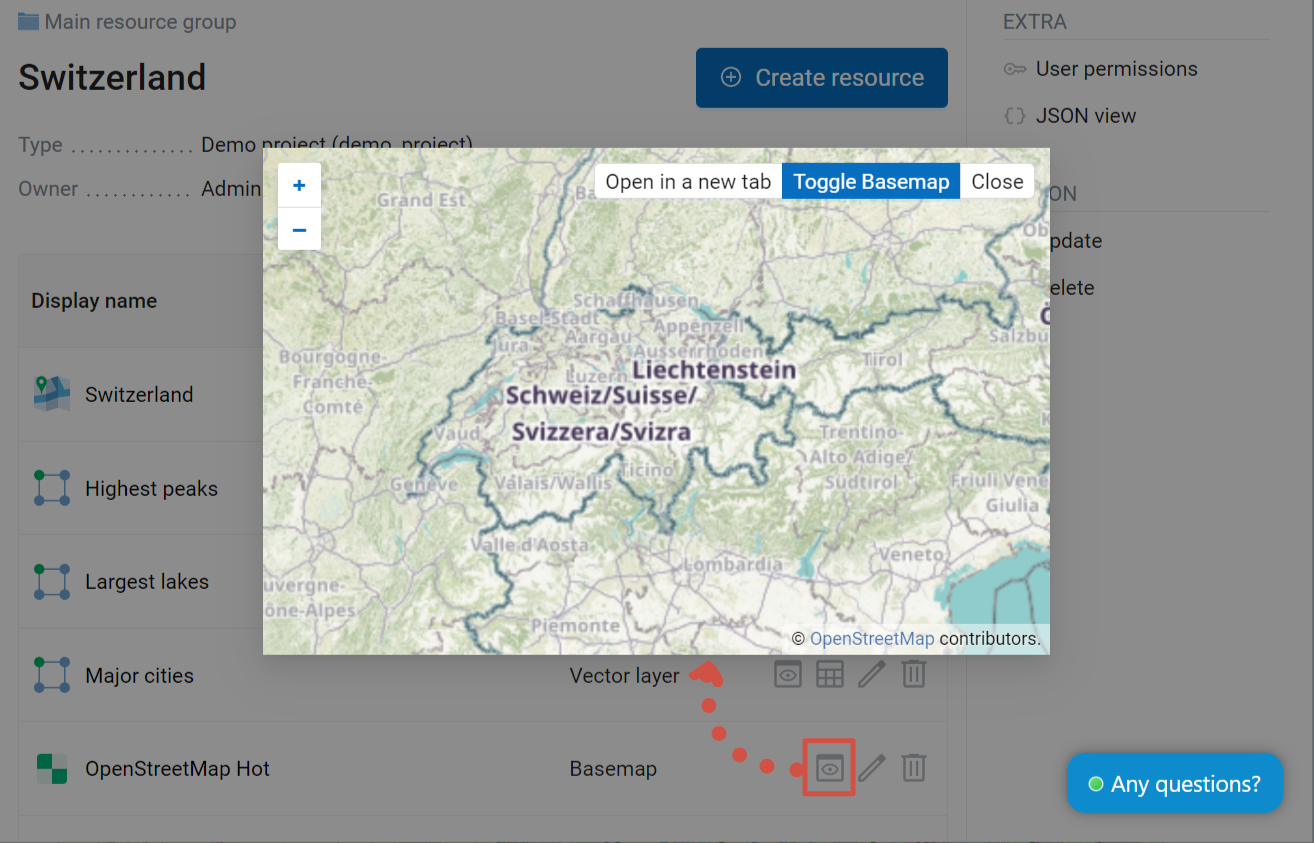 Main resource group
Switzerland
Create resource
Type
Demo project (demo_project)
Owner
Admin
EXTRA
User permissions
JSON view
ON
pdate
elete
Display name
Switzerland
Highest peaks
Largest lakes
Major cities
Vector layer
OpenStreetMap Hot
Basemap
+
−
Open in a new tab
Toggle Basemap
Close
Grand Est
Ba
Ob
Schaffhausen
Basel-Stadt
Appenzell
Ausserrhoden
Aargau
Jura
Salzbu
Bourgogne-
Franche-
Comté
Tirol
Liechtenstein
Luzern
Schweiz/Suisse/
Svizzera/Svizra
Vaud
Trentino-
Alto Adige/
Südtirol
Ticino
Genève
Valais/Wallis
Friuli Vene
Giulia
Valle d'Aosta
Veneto
Lombardia
uvergne-
ône-Alpes
Piemonte
© OpenStreetMap contributors.
Any questions?